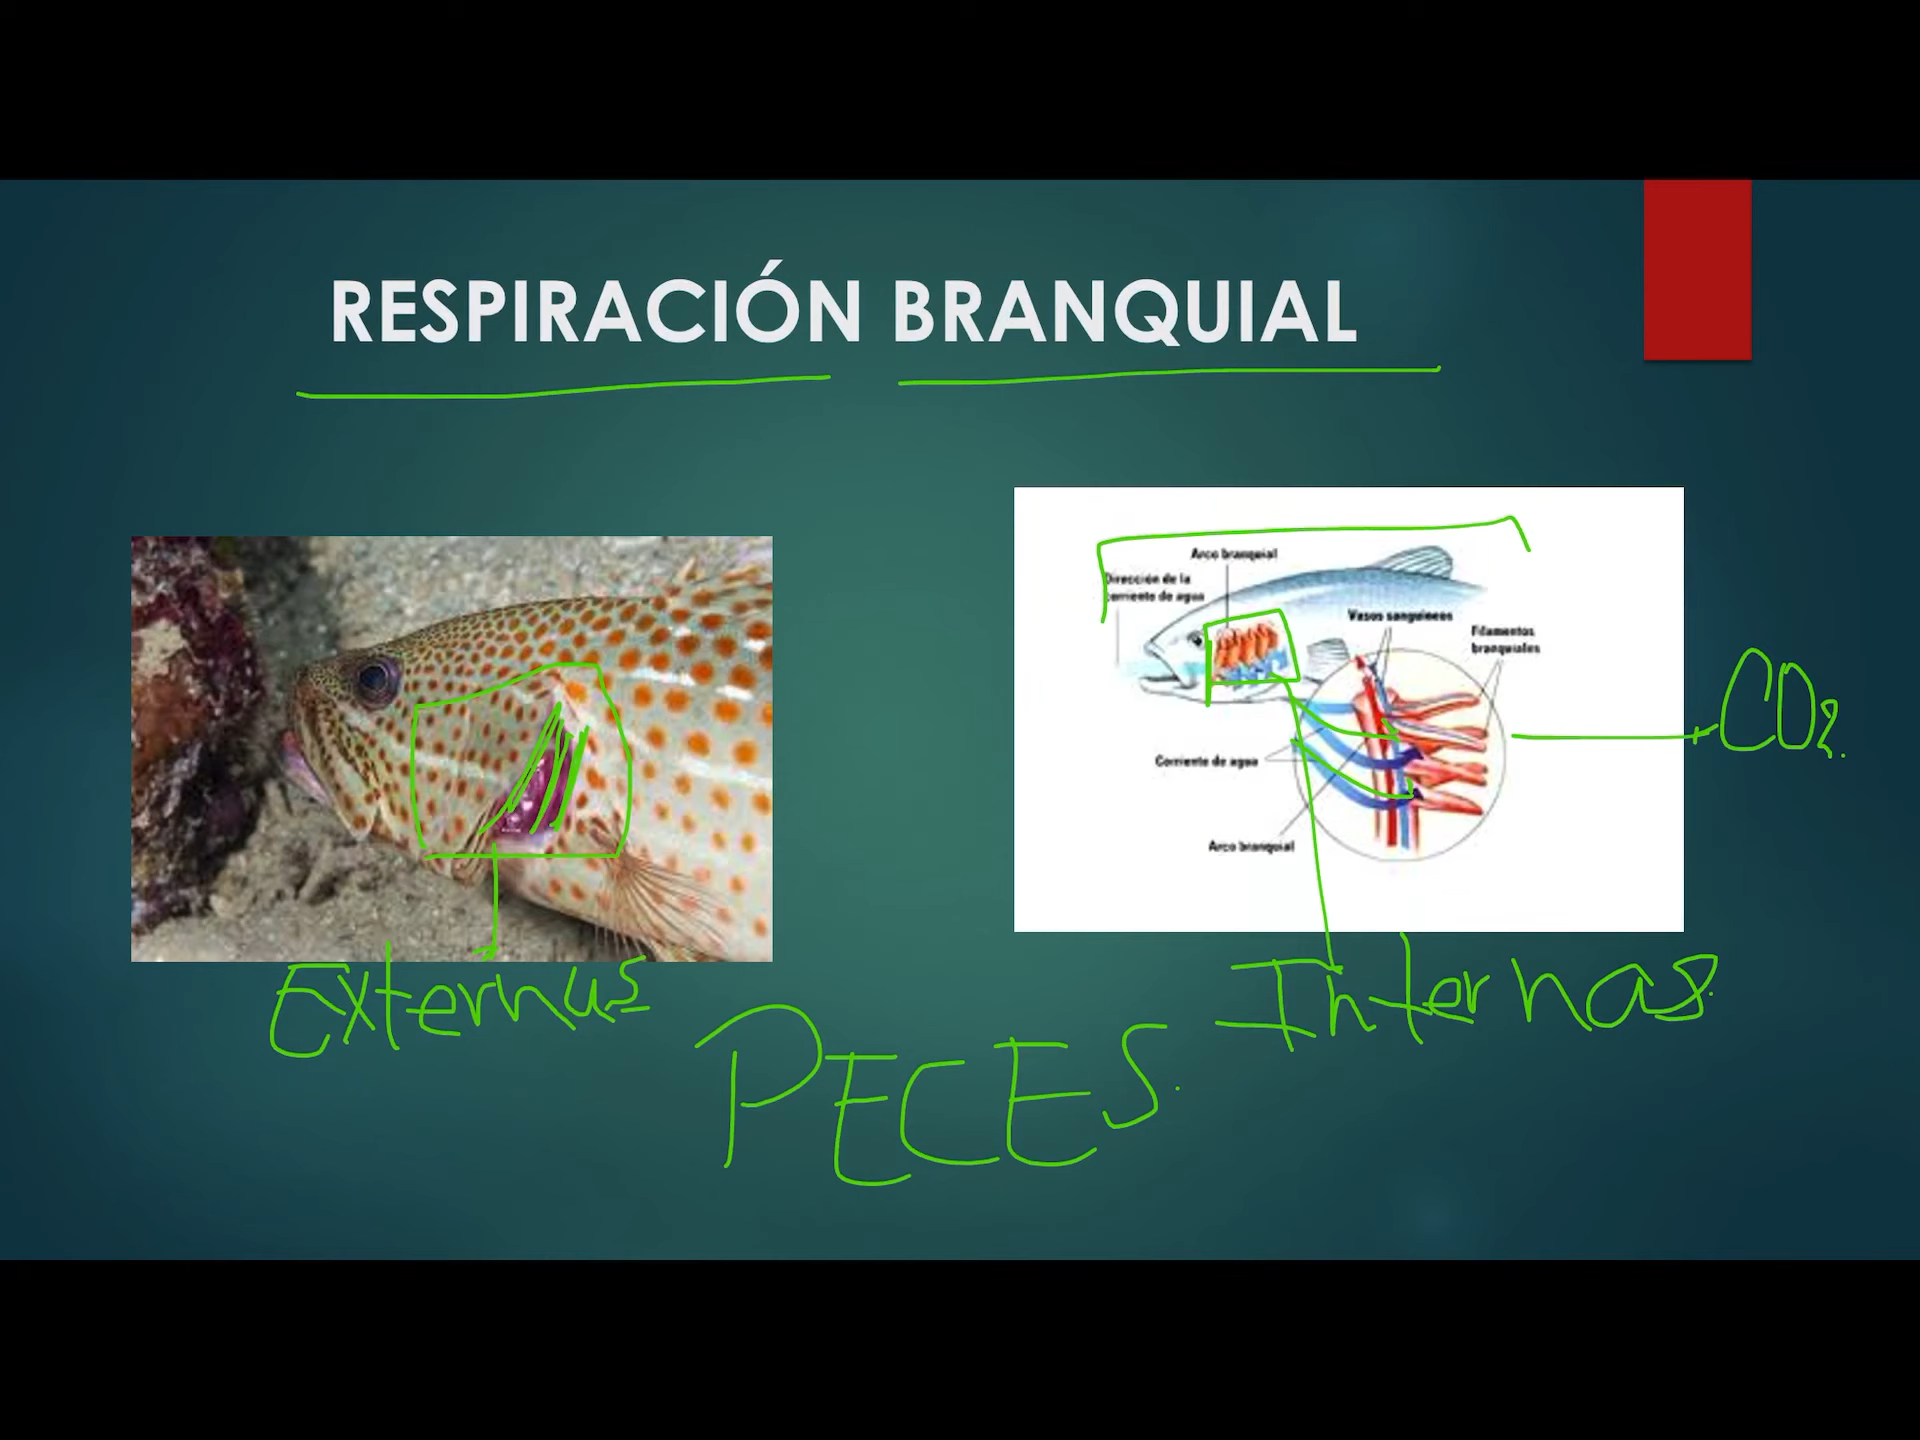 RESPIRACIÓN BRANQUIAL
Arco branquial
Dirección de la
corriente de agua
Vasos sanguineos
Filamentos
branquiales
CO2.
Corriente de agua
Arco branquial
Externas
Internas.
PECES.